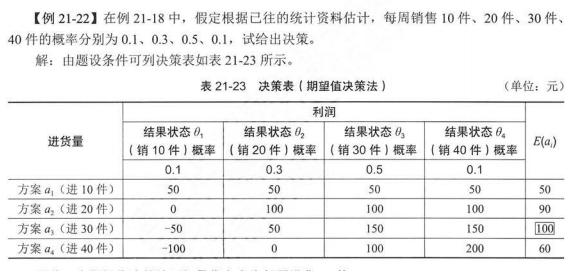 【例 21-22】在例 21-18 中，假定根据已往的统计资料估计，每周销售 10 件、20 件、30 件、
40 件的概率分别为 0.1、0.3、0.5、0.1，试给出决策。
解：由题设条件可列决策表如表 21-23 所示。
表 21-23 决策表（期望值决策法） （单位：元）
利润
进货量 结果状态 θ₁ 结果状态 θ₂ 结果状态 θ₃ 结果状态 θ₄ E(aᵢ)
（销 10 件）概率 （销 20 件）概率 （销 30 件）概率 （销 40 件）概率
0.1 0.3 0.5 0.1
方案 a₁（进 10 件） 50 50 50 50 50
方案 a₂（进 20 件） 0 100 100 100 90
方案 a₃（进 30 件） -50 50 150 150 100
方案 a₄（进 40 件） -100 0 100 200 60